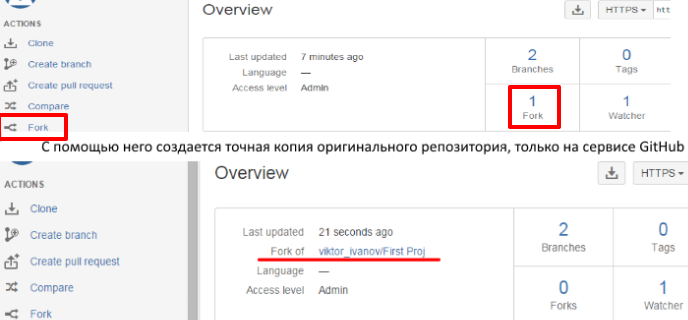 Overview
HTTPS
htt
ACTIONS
Clone
Create branch
Create pull request
Compare
Fork
Last updated 7 minutes ago
Language —
Access level Admin
2
Branches
0
Tags
1
Fork
1
Watcher
С помощью него создается точная копия оригинального репозитория, только на сервисе GitHub
Overview
HTTPS
ACTIONS
Clone
Create branch
Create pull request
Compare
Fork
Last updated 21 seconds ago
Fork of viktor_ivanov/First Proj
Language —
Access level Admin
2
Branches
0
Tags
0
Forks
1
Watcher